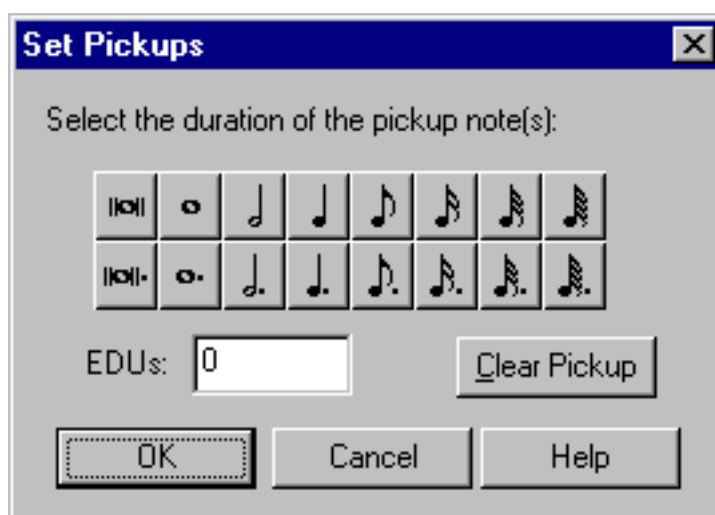 Set Pickups
Select the duration of the pickup note(s):
EDUs: 0 Clear Pickup
OK Cancel Help